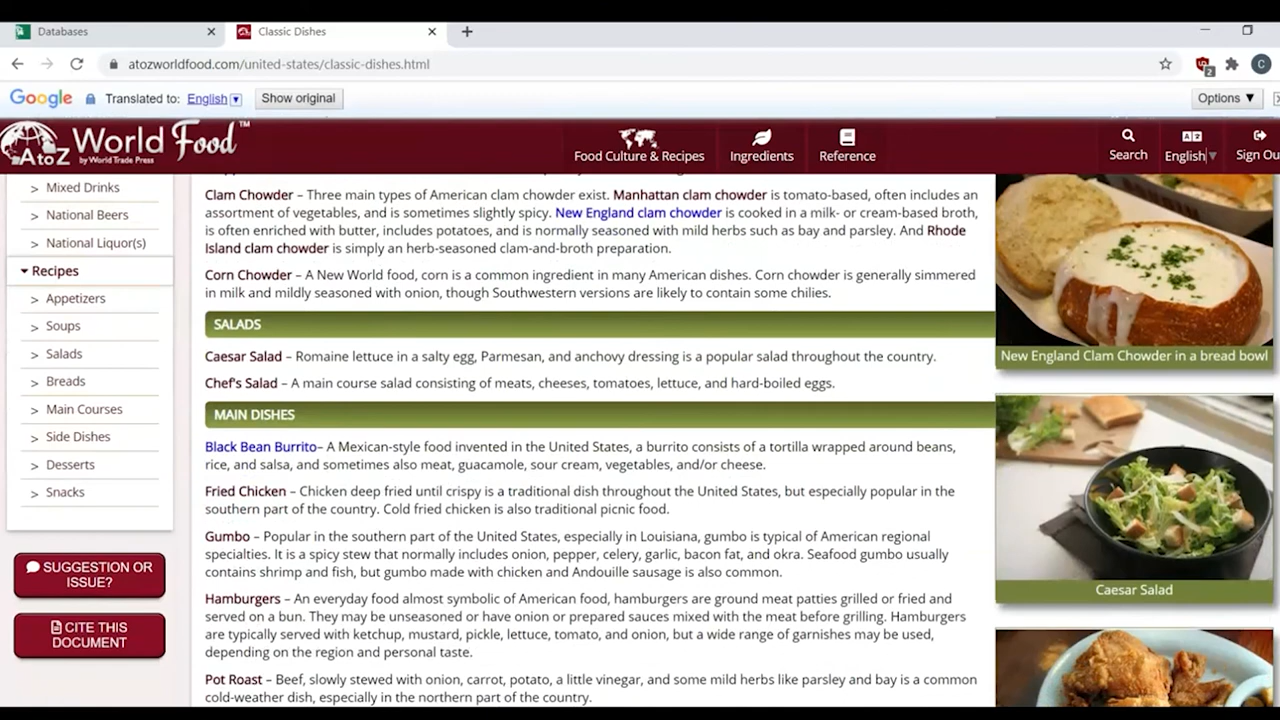 Databases
Classic Dishes
atozworldfood.com/united-states/classic-dishes.html
2
C
Google Translated to: English Show original
Options ▼
AtoZ World Food™
by World Trade Press
Food Culture & Recipes
Ingredients
Reference
Search
English
Sign Ou
> Mixed Drinks
> National Beers
> National Liquor(s)
Recipes
> Appetizers
> Soups
> Salads
> Breads
> Main Courses
> Side Dishes
> Desserts
> Snacks
SUGGESTION OR
ISSUE?
CITE THIS
DOCUMENT
Clam Chowder – Three main types of American clam chowder exist. Manhattan clam chowder is tomato-based, often includes an
assortment of vegetables, and is sometimes slightly spicy. New England clam chowder is cooked in a milk- or cream-based broth,
is often enriched with butter, includes potatoes, and is normally seasoned with mild herbs such as bay and parsley. And Rhode
Island clam chowder is simply an herb-seasoned clam-and-broth preparation.
Corn Chowder – A New World food, corn is a common ingredient in many American dishes. Corn chowder is generally simmered
in milk and mildly seasoned with onion, though Southwestern versions are likely to contain some chilies.
SALADS
Caesar Salad – Romaine lettuce in a salty egg, Parmesan, and anchovy dressing is a popular salad throughout the country.
Chef's Salad – A main course salad consisting of meats, cheeses, tomatoes, lettuce, and hard-boiled eggs.
MAIN DISHES
Black Bean Burrito– A Mexican-style food invented in the United States, a burrito consists of a tortilla wrapped around beans,
rice, and salsa, and sometimes also meat, guacamole, sour cream, vegetables, and/or cheese.
Fried Chicken – Chicken deep fried until crispy is a traditional dish throughout the United States, but especially popular in the
southern part of the country. Cold fried chicken is also traditional picnic food.
Gumbo – Popular in the southern part of the United States, especially in Louisiana, gumbo is typical of American regional
specialties. It is a spicy stew that normally includes onion, pepper, celery, garlic, bacon fat, and okra. Seafood gumbo usually
contains shrimp and fish, but gumbo made with chicken and Andouille sausage is also common.
Hamburgers – An everyday food almost symbolic of American food, hamburgers are ground meat patties grilled or fried and
served on a bun. They may be unseasoned or have onion or prepared sauces mixed with the meat before grilling. Hamburgers
are typically served with ketchup, mustard, pickle, lettuce, tomato, and onion, but a wide range of garnishes may be used,
depending on the region and personal taste.
Pot Roast – Beef, slowly stewed with onion, carrot, potato, a little vinegar, and some mild herbs like parsley and bay is a common
cold-weather dish, especially in the northern part of the country.
New England Clam Chowder in a bread bowl
Caesar Salad